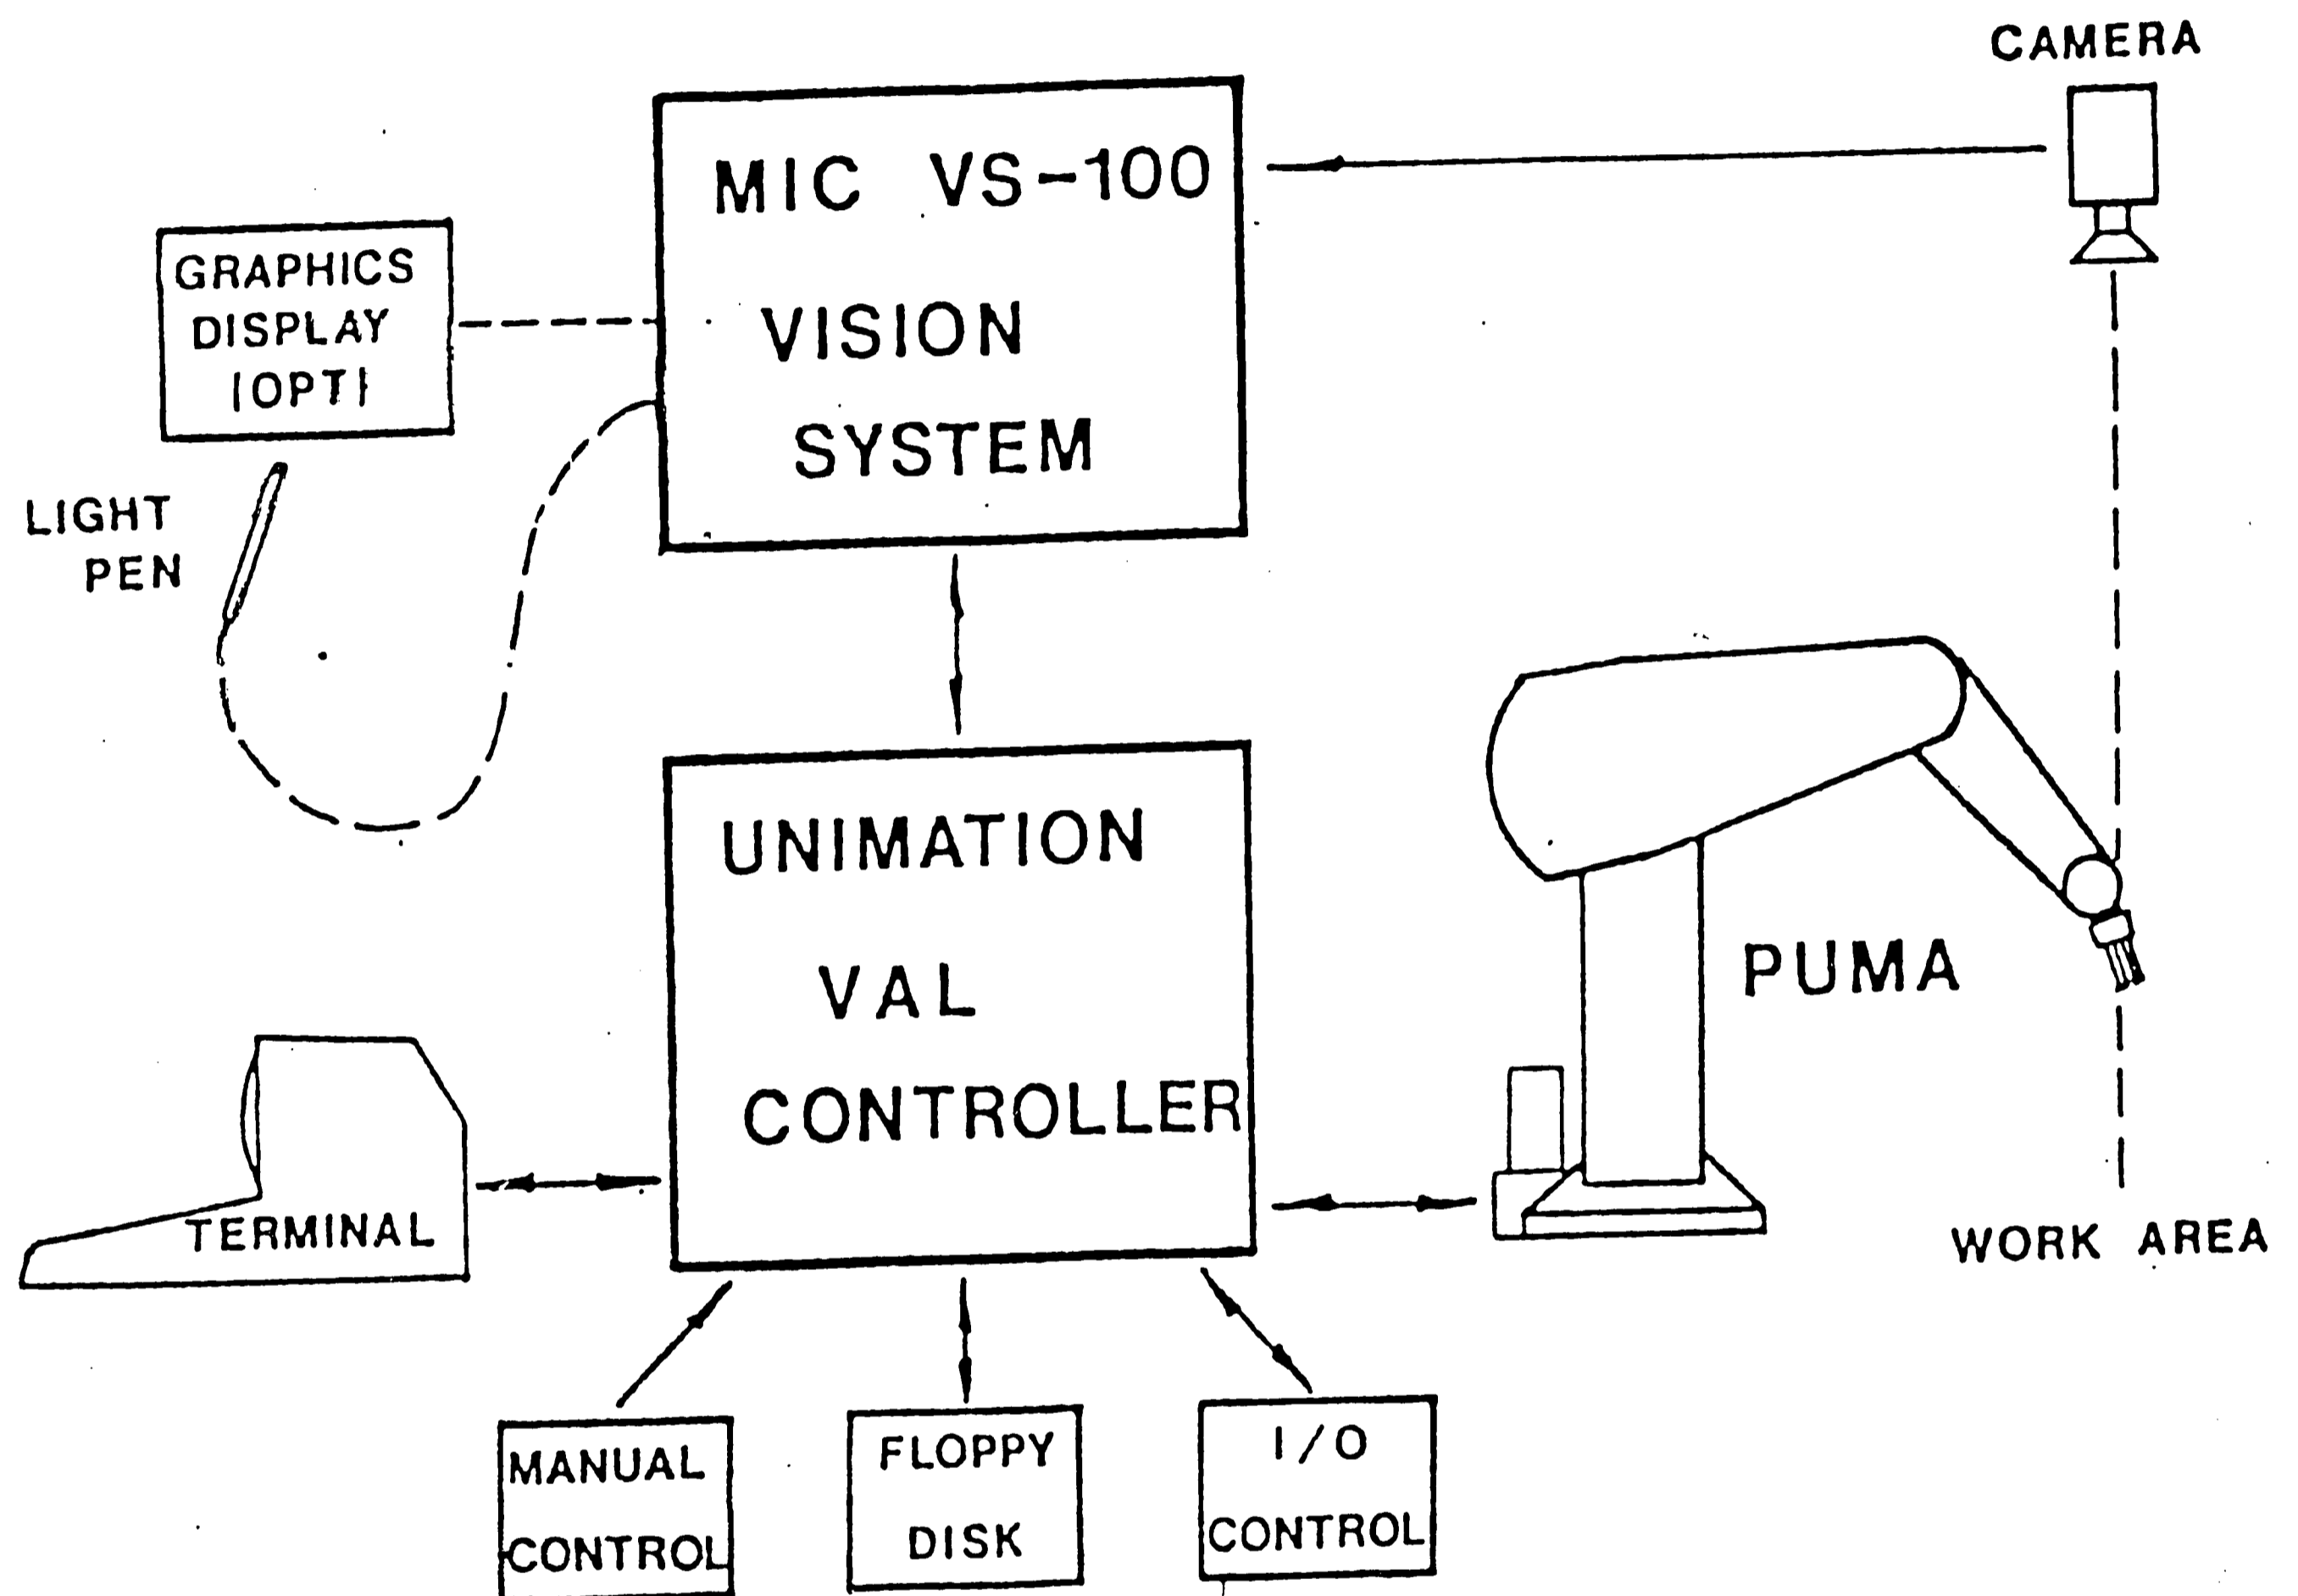 CAMERA
MIC VS-100
VISION
SYSTEM
GRAPHICS
DISPLAY
(OPT)
LIGHT
PEN
UNIMATION
VAL
CONTROLLER
PUMA
TERMINAL
WORK AREA
MANUAL
CONTROL
FLOPPY
DISK
I/O
CONTROL